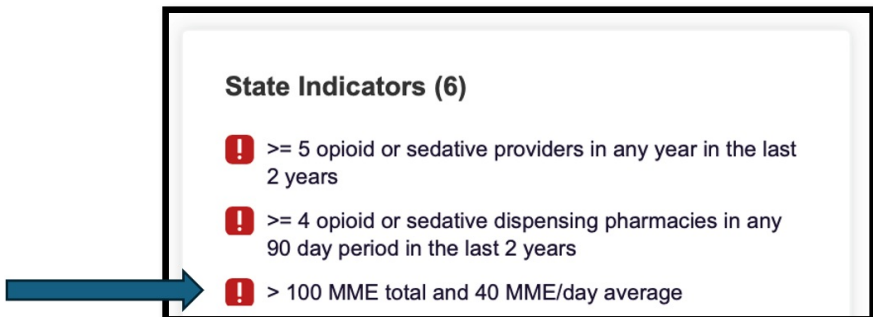 State Indicators (6)
! >= 5 opioid or sedative providers in any year in the last
2 years
! >= 4 opioid or sedative dispensing pharmacies in any
90 day period in the last 2 years
! > 100 MME total and 40 MME/day average